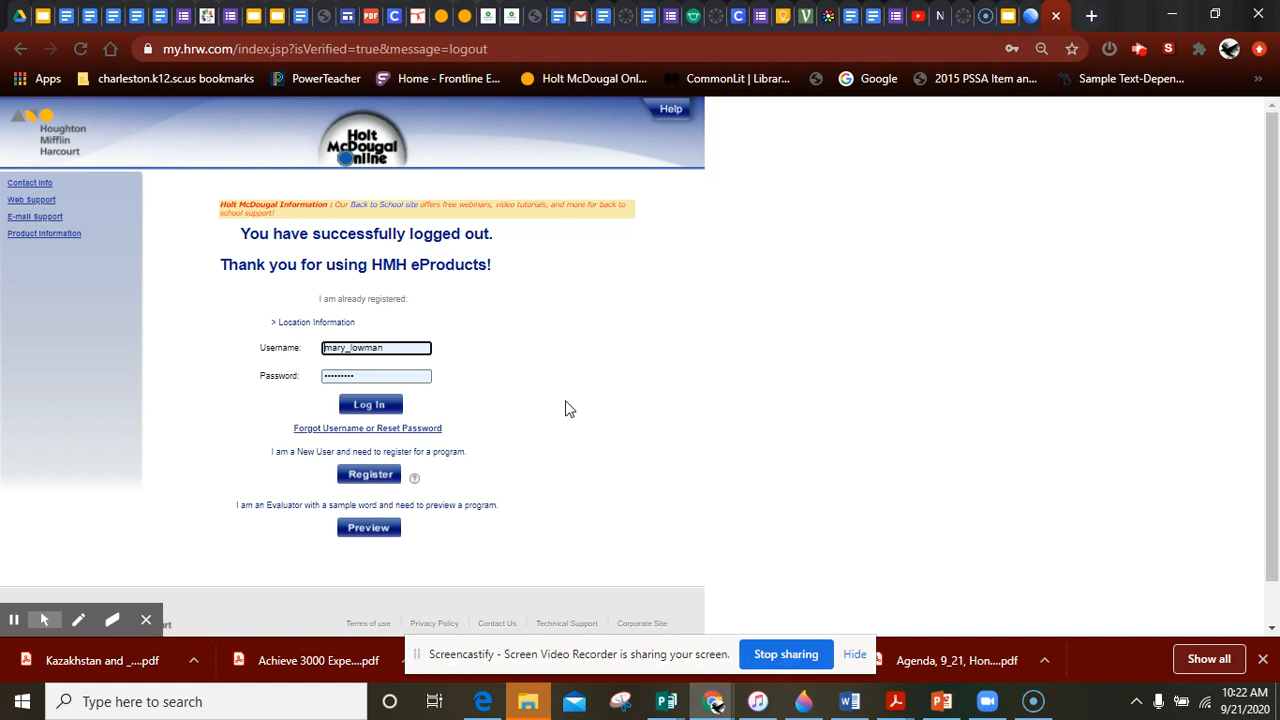 my.hrw.com/index.jsp?isVerified=true&message=logout
Apps
charleston.k12.sc.us bookmarks
PowerTeacher
Home - Frontline E...
Holt McDougal Onl...
CommonLit | Librar...
Google
2015 PSSA Item an...
Sample Text-Depen...
»
Houghton
Mifflin
Harcourt
Holt
McDougal
Online
Help
Contact Info
Web Support
E-mail Support
Product Information
Holt McDougal Information : Our Back to School site offers free webinars, video tutorials, and more for back to
school support!
You have successfully logged out.
Thank you for using HMH eProducts!
I am already registered:
> Location Information
Username:
mary_lowman
Password:
•••••••••
Log In
Forgot Username or Reset Password
I am a New User and need to register for a program.
Register
?
I am an Evaluator with a sample word and need to preview a program.
Preview
Terms of use
Privacy Policy
Contact Us
Technical Support
Corporate Site
Screencastify - Screen Video Recorder is sharing your screen.
Stop sharing
Hide
Kazakhstan and _....pdf
Achieve 3000 Expe....pdf
Agenda, 9_21, Hon....pdf
Show all
Type here to search
10:22 AM
9/21/2020